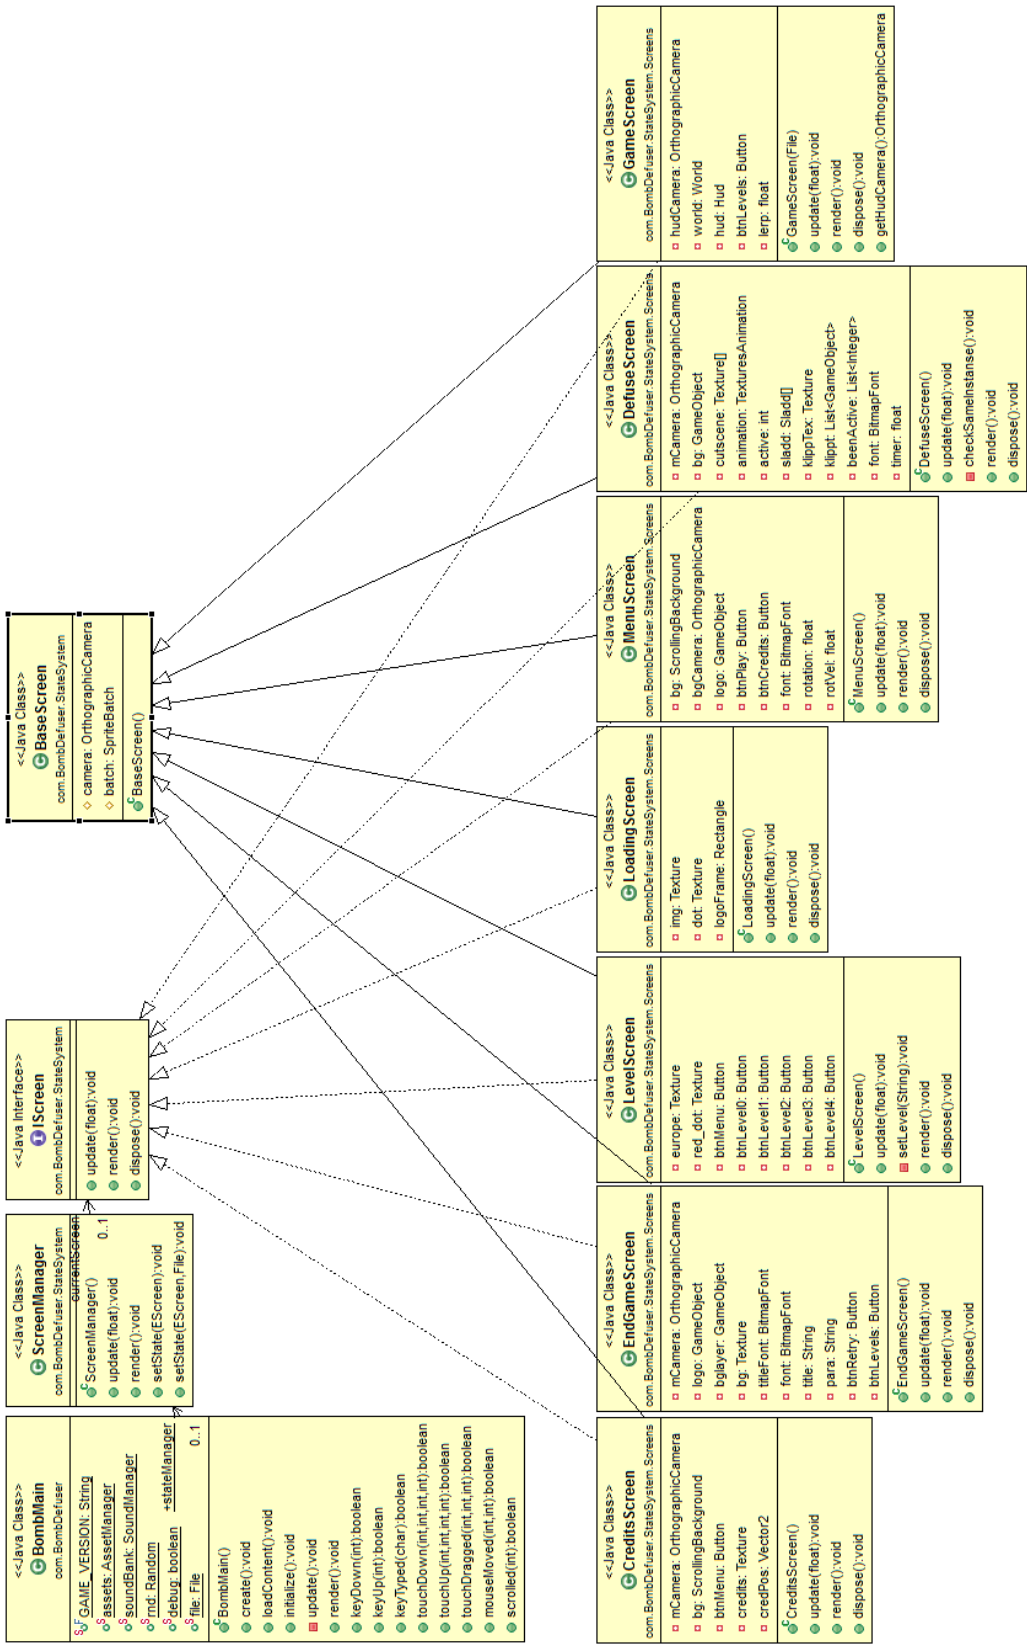 <<Java Class>>
BombMain
com.BombDefuser
GAME_VERSION: String
assets: AssetManager
soundBank: SoundManager
rnd: Random
debug: boolean
file: File
BombMain()
create():void
loadContent():void
initialize():void
update():void
render():void
keyDown(int):boolean
keyUp(int):boolean
keyTyped(char):boolean
touchDown(int,int,int,int):boolean
touchUp(int,int,int,int):boolean
touchDragged(int,int,int):boolean
mouseMoved(int,int):boolean
scrolled(int):boolean
+stateManager
0..1
<<Java Class>>
ScreenManager
com.BombDefuser.StateSystem
ScreenManager()
update(float):void
render():void
setState(EScreen):void
setState(EScreen,File):void
currentScreen
0..1
<<Java Interface>>
IScreen
com.BombDefuser.StateSystem
update(float):void
render():void
dispose():void
<<Java Class>>
BaseScreen
com.BombDefuser.StateSystem
camera: OrthographicCamera
batch: SpriteBatch
BaseScreen()
<<Java Class>>
CreditsScreen
com.BombDefuser.StateSystem.Screens
mCamera: OrthographicCamera
bg: ScrollingBackground
btnMenu: Button
credits: Texture
credPos: Vector2
CreditsScreen()
update(float):void
render():void
dispose():void
<<Java Class>>
EndGameScreen
com.BombDefuser.StateSystem.Screens
mCamera: OrthographicCamera
logo: GameObject
bglayer: GameObject
bg: Texture
titleFont: BitmapFont
font: BitmapFont
title: String
para: String
btnRetry: Button
btnLevels: Button
EndGameScreen()
update(float):void
render():void
dispose():void
<<Java Class>>
LevelScreen
com.BombDefuser.StateSystem.Screens
europe: Texture
red_dot: Texture
btnMenu: Button
btnLevel0: Button
btnLevel1: Button
btnLevel2: Button
btnLevel3: Button
btnLevel4: Button
LevelScreen()
update(float):void
setLevel(String):void
render():void
dispose():void
<<Java Class>>
LoadingScreen
com.BombDefuser.StateSystem.Screens
img: Texture
dot: Texture
logoFrame: Rectangle
LoadingScreen()
update(float):void
render():void
dispose():void
<<Java Class>>
MenuScreen
com.BombDefuser.StateSystem.Screens
bg: ScrollingBackground
bgCamera: OrthographicCamera
logo: GameObject
btnPlay: Button
btnCredits: Button
font: BitmapFont
rotation: float
rotVel: float
MenuScreen()
update(float):void
render():void
dispose():void
<<Java Class>>
DefuseScreen
com.BombDefuser.StateSystem.Screens
mCamera: OrthographicCamera
bg: GameObject
cutscene: Texture[]
animation: TexturesAnimation
active: int
sladd: Sladd[]
klippTex: Texture
klippt: List<GameObject>
beenActive: List<Integer>
font: BitmapFont
timer: float
DefuseScreen()
update(float):void
checkSameInstanse():void
render():void
dispose():void
<<Java Class>>
GameScreen
com.BombDefuser.StateSystem.Screens
hudCamera: OrthographicCamera
world: World
hud: Hud
btnLevels: Button
lerp: float
GameScreen(File)
update(float):void
render():void
dispose():void
getHudCamera():OrthographicCamera